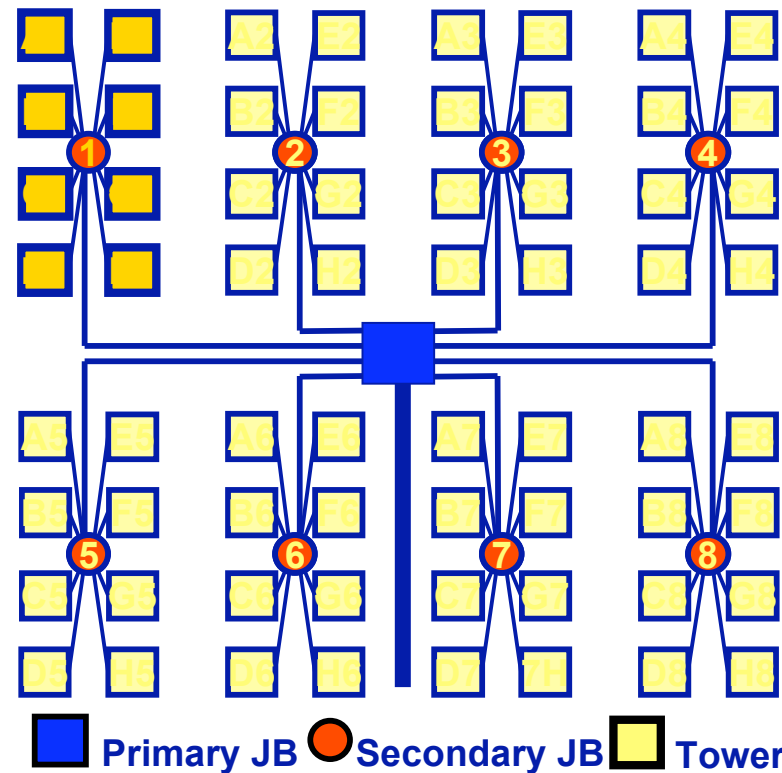 A2 E2 A3 E3 A4 E4
B2 F2 B3 F3 B4 F4
1 2 3 4
C2 G2 C3 G3 C4 G4
D2 H2 D3 H3 D4 H4
A5 E5 A6 E6 A7 E7 A8 E8
B5 F5 B6 F6 B7 F7 B8 F8
5 6 7 8
C5 G5 C6 G6 C7 G7 C8 G8
D5 H5 D6 H6 D7 7H D8 H8
Primary JB Secondary JB Tower